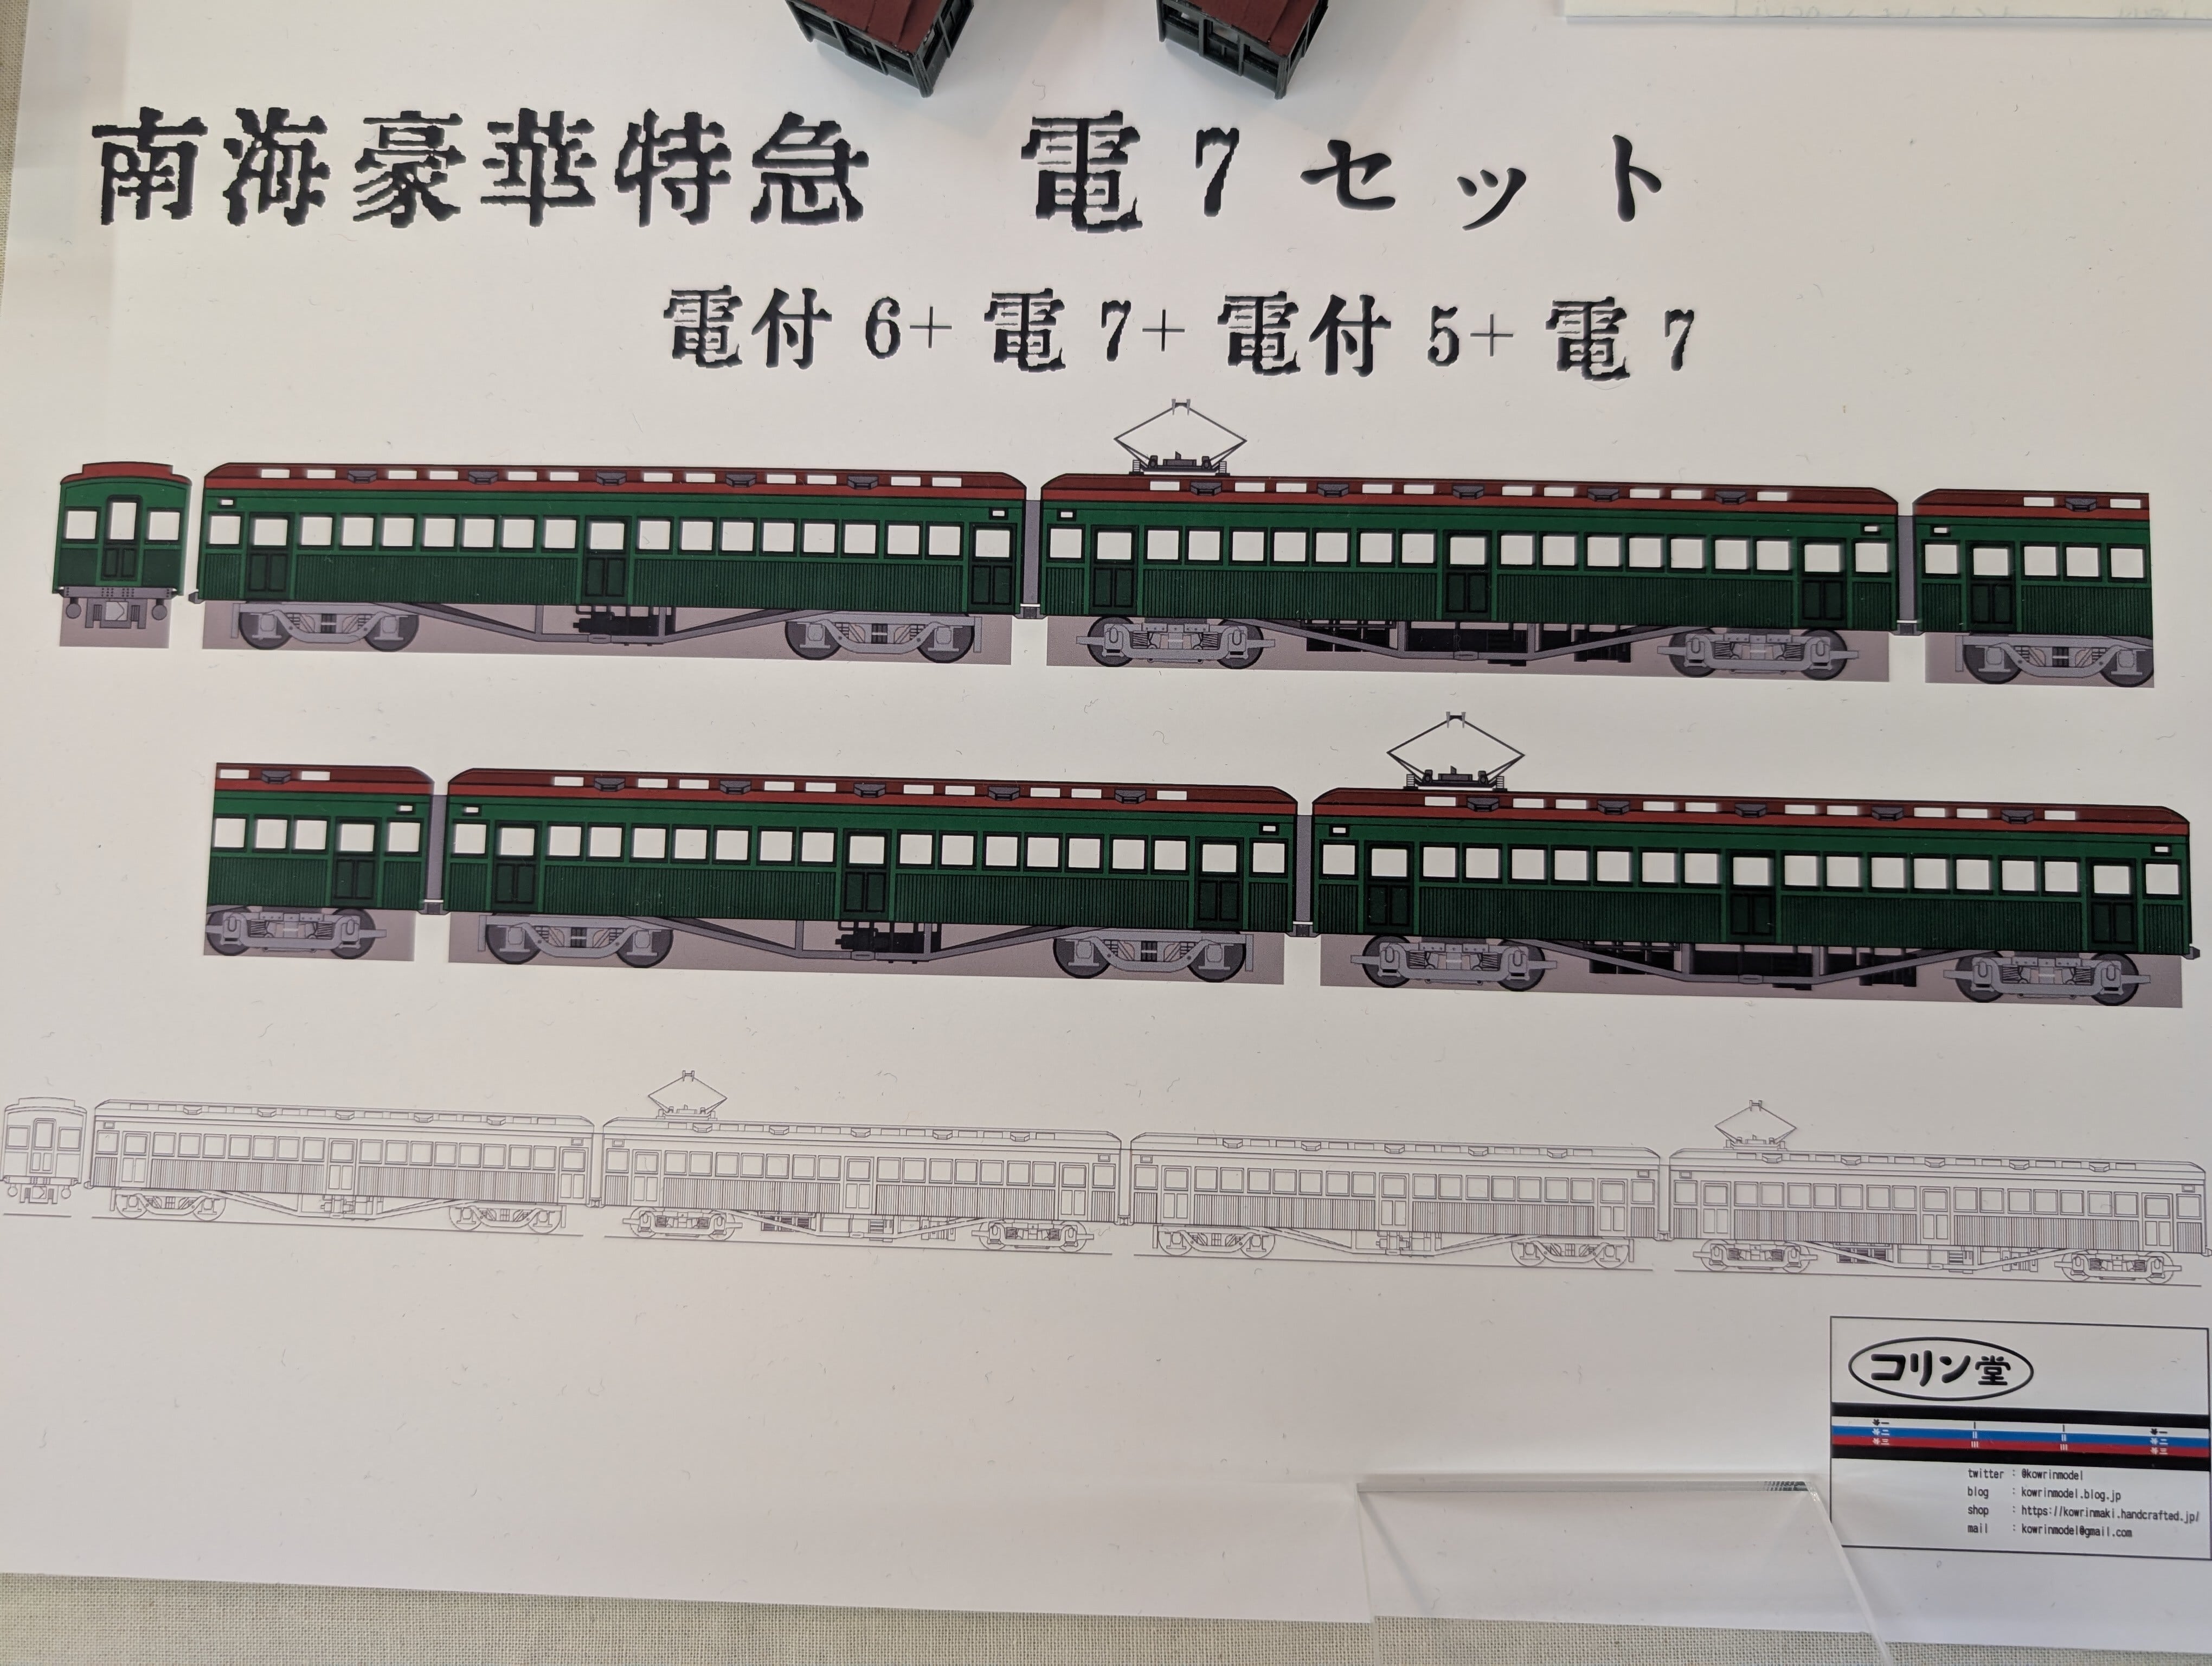 南海豪華特急　電7セット
電付6+電7+電付5+電7
コリン堂
twitter : @kowrinmodel
blog : kowrinmodel.blog.jp
shop : https://kowrinmaki.handcrafted.jp/
mail : kowrinmodel@gmail.com